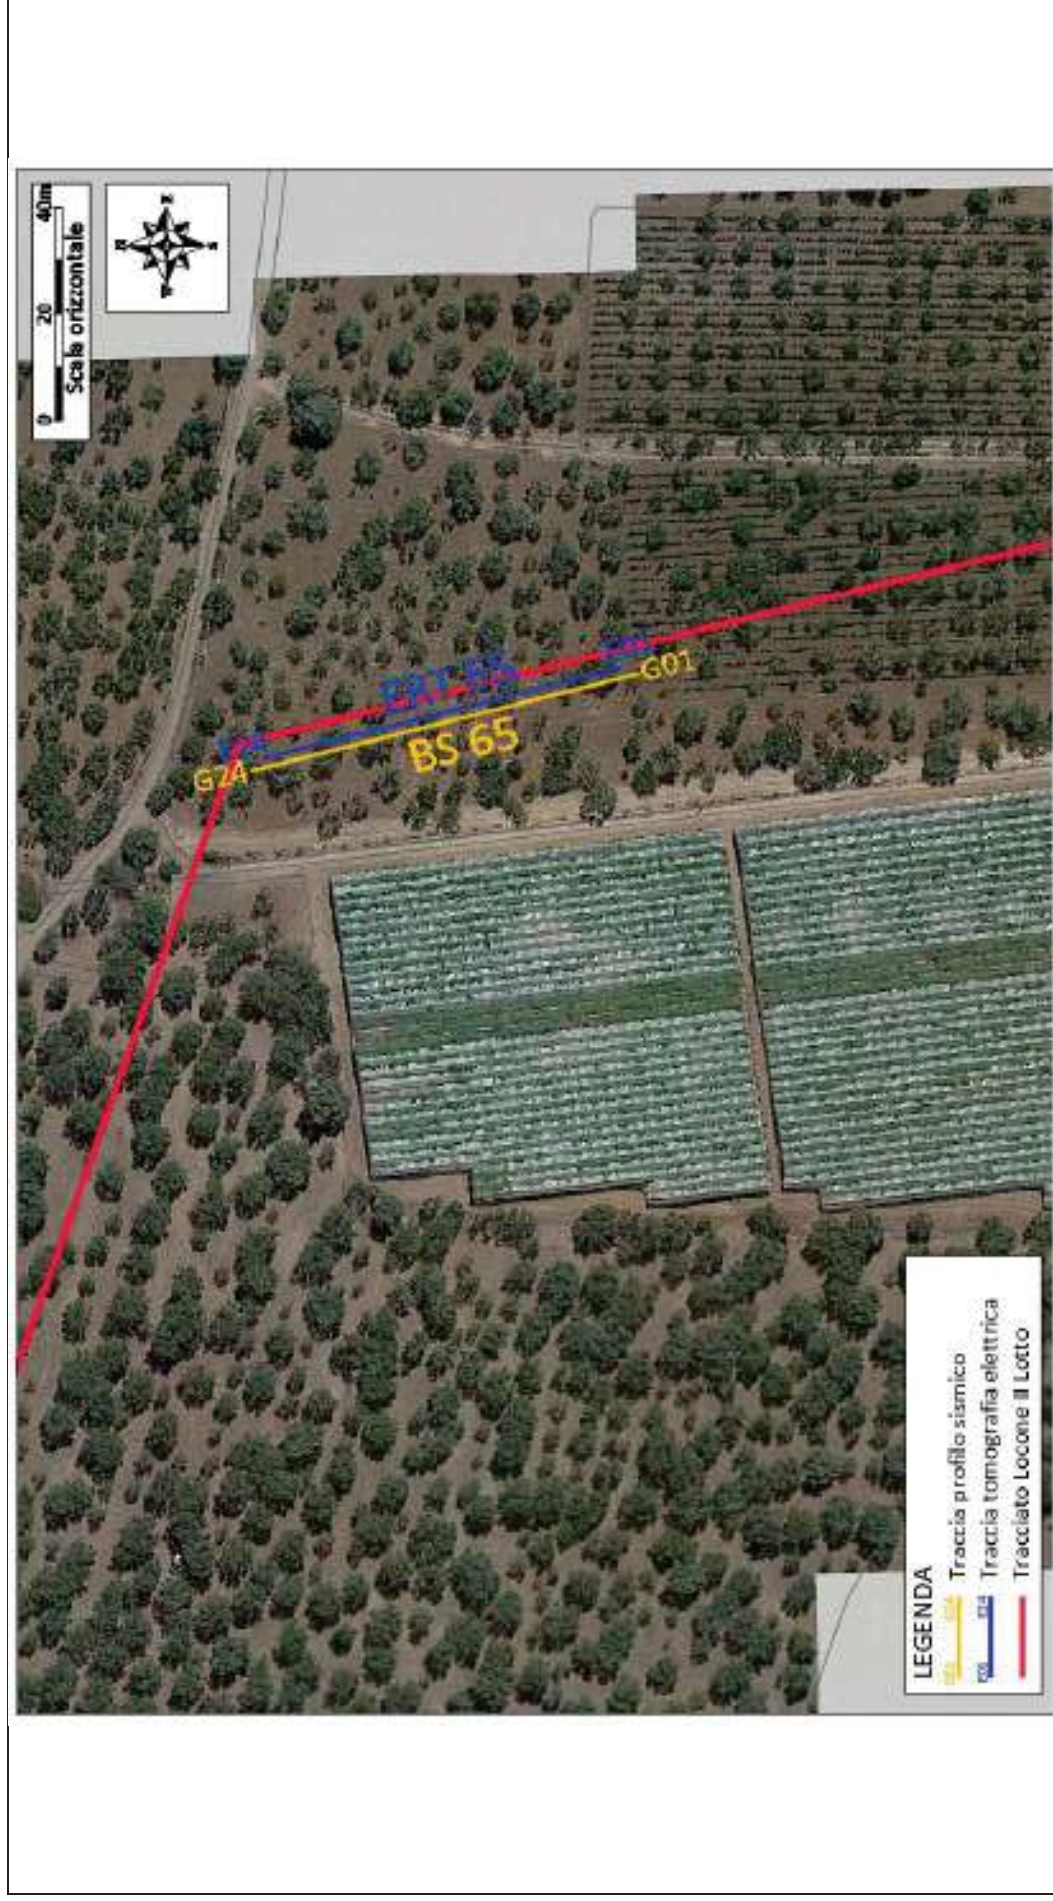 0 20 40m
Scala orizzontale
N
E
S
W
G24
BS 65
G01
LEGENDA
Traccia profilo sismico
Traccia tomografia elettrica
Tracciato Locone II Lotto